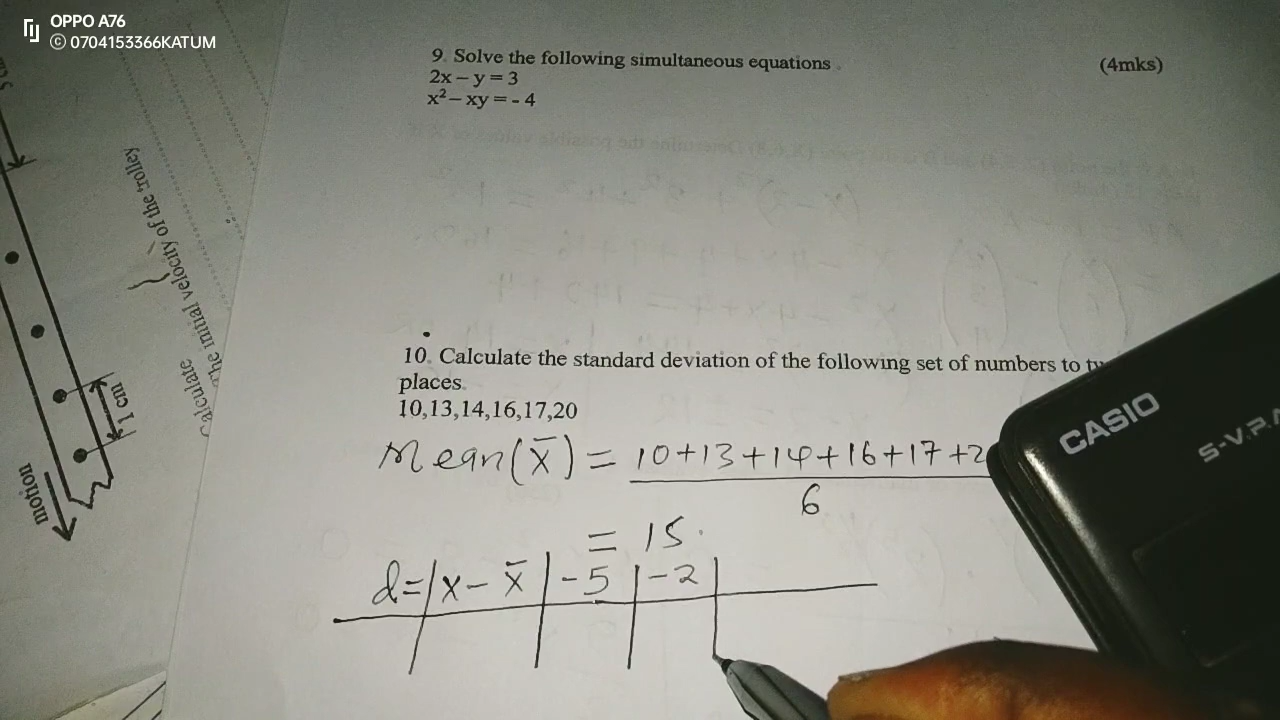 OPPO A76
© 0704153366KATUM
9. Solve the following simultaneous equations (4mks)
2x – y = 3
x² – xy = - 4
10. Calculate the standard deviation of the following set of numbers to
places.
10,13,14,16,17,20
Mean(x̄) = 10+13+14+16+17+2
6
= 15.
d= x - x̄ -5 -2
CASIO
S-V.P.A
The initial velocity of the trolley
Calculate
1 cm
motion